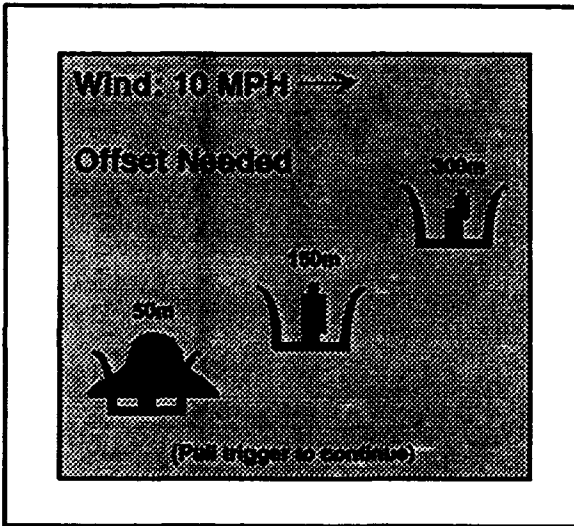 Wind: 10 MPH →
Offset Needed
300m
150m
50m
(Pull trigger to continue)